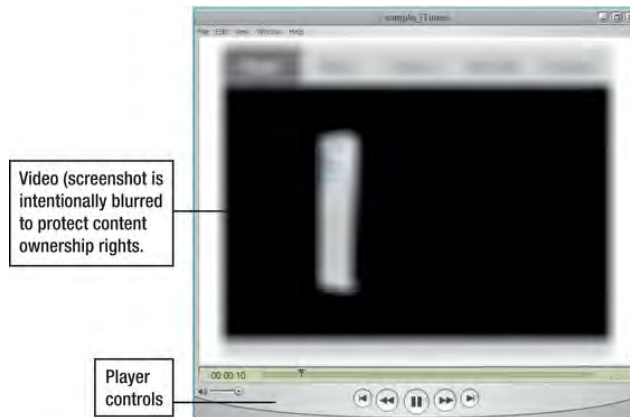 sample_iTunes
File Edit View Window Help
Video (screenshot is
intentionally blurred
to protect content
ownership rights.
00:00:10
Player
controls